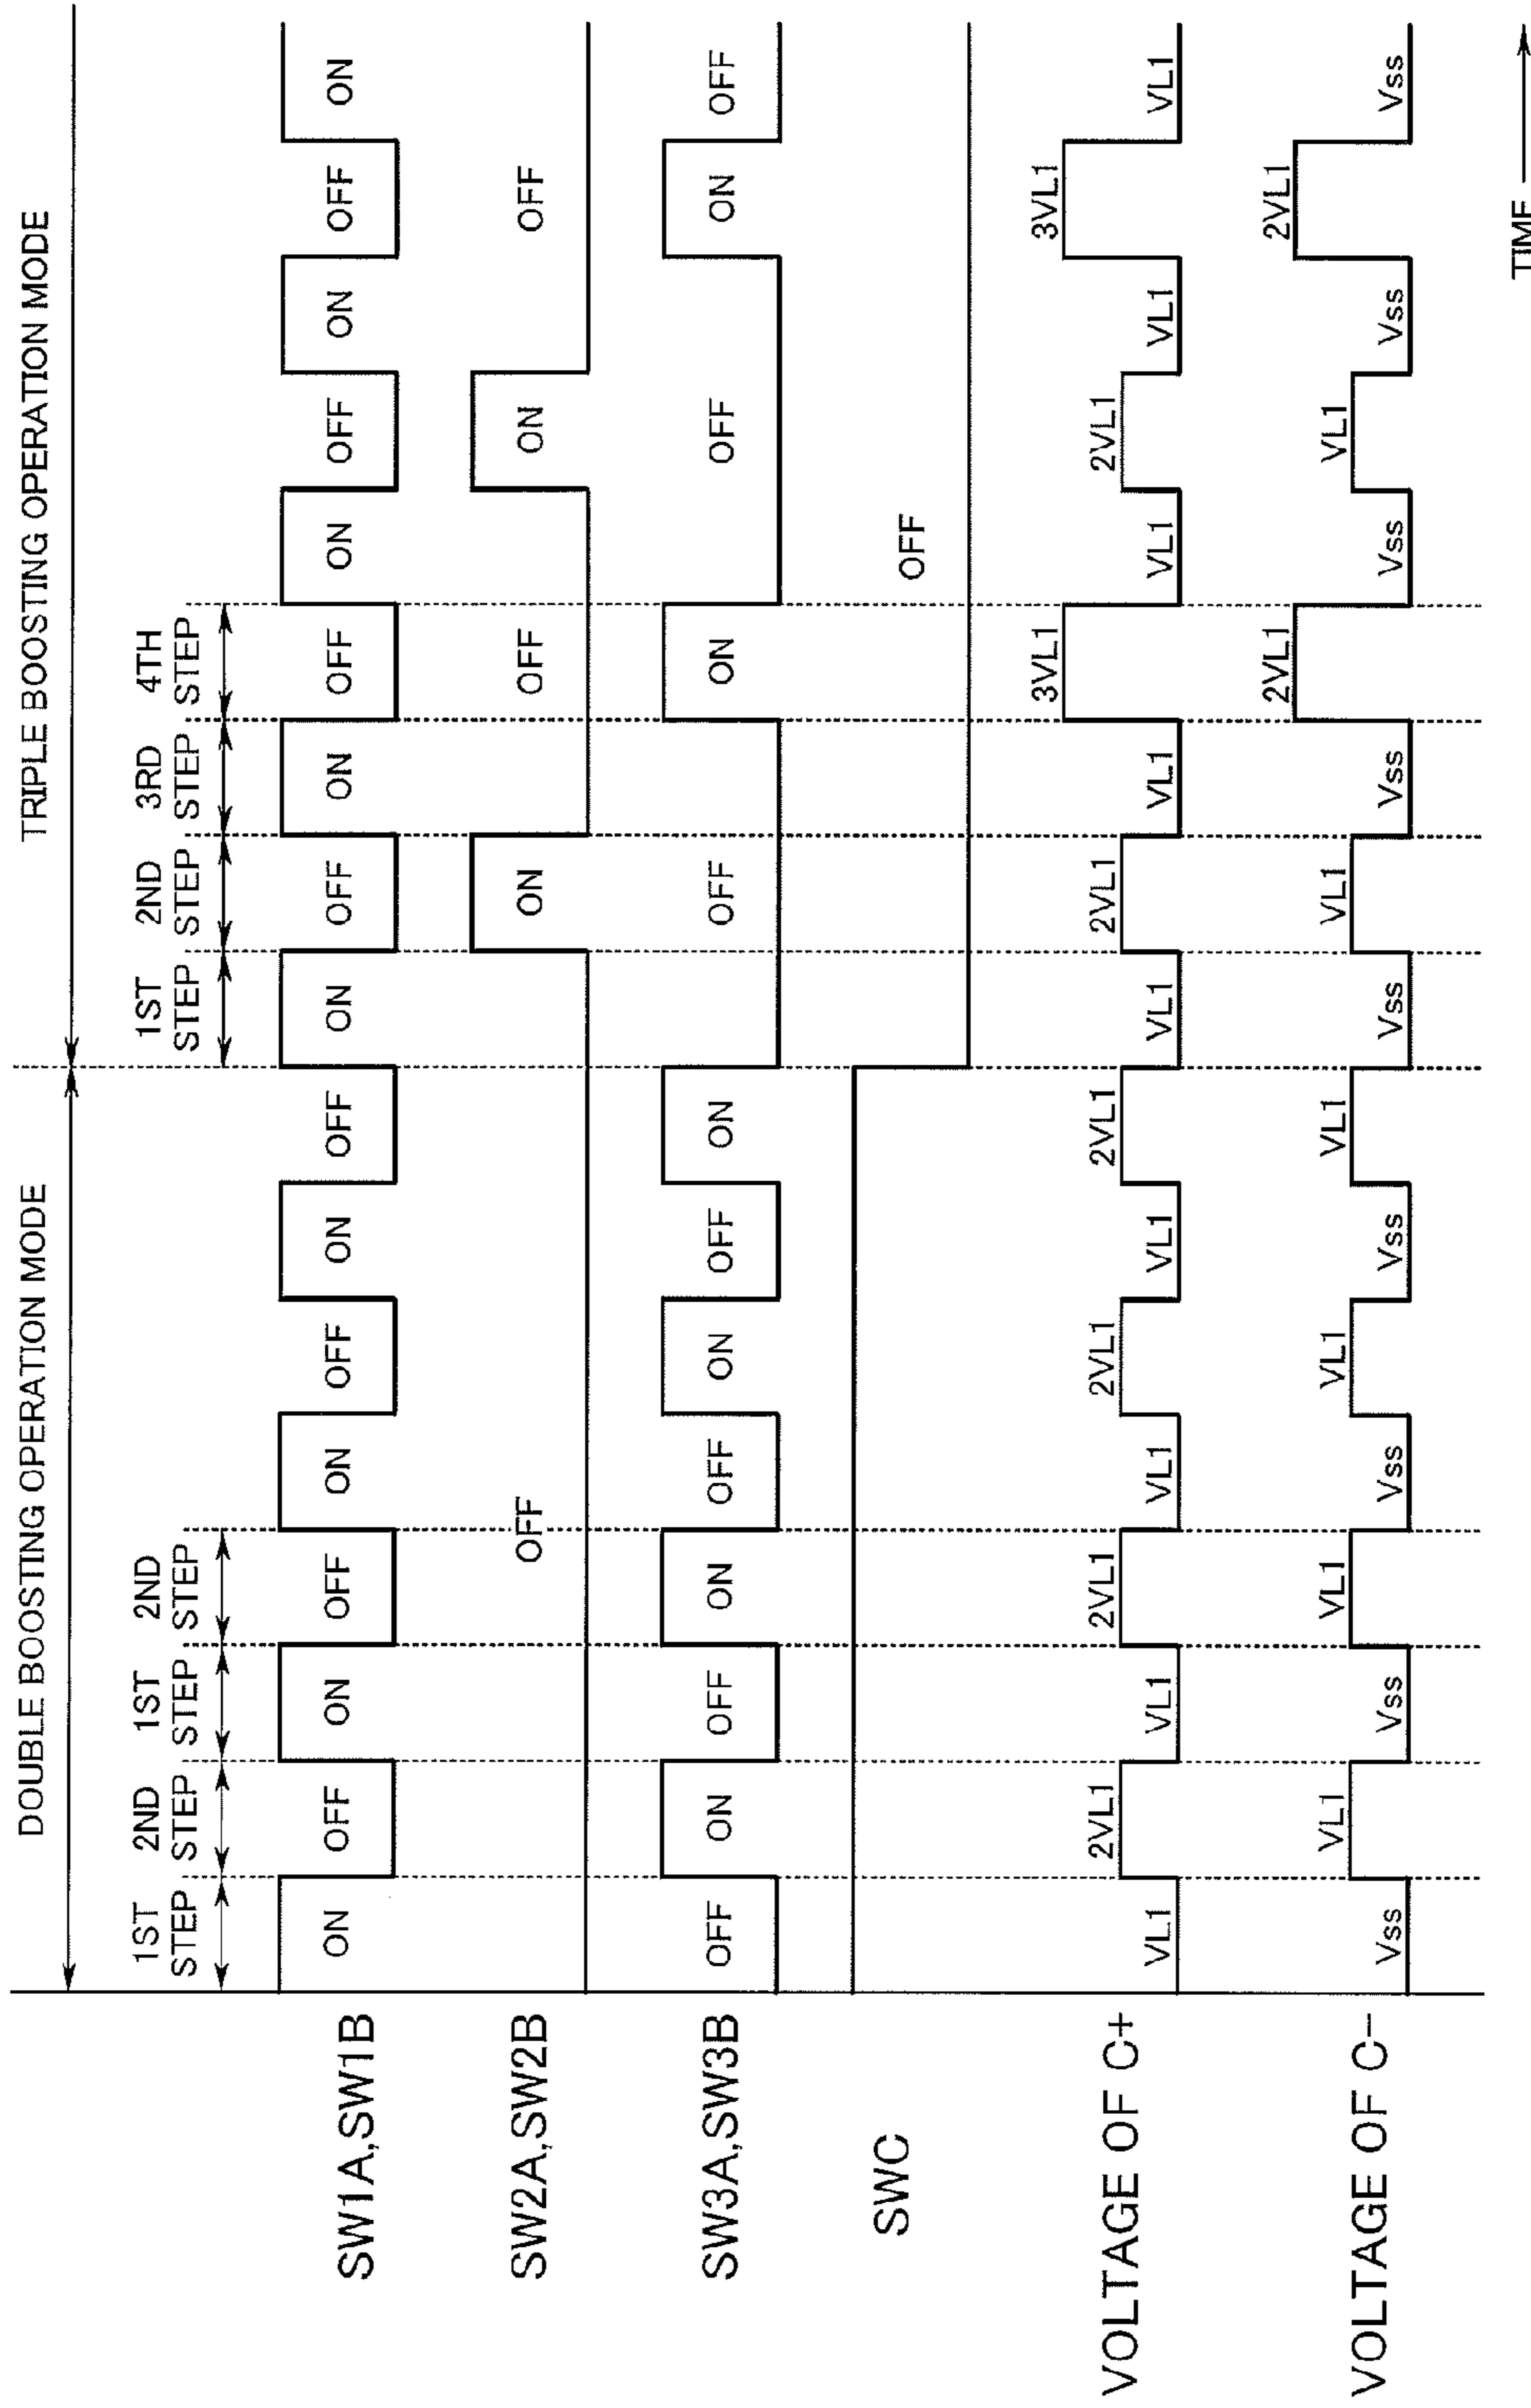 DOUBLE BOOSTING OPERATION MODE TRIPLE BOOSTING OPERATION MODE
1ST 2ND 1ST 2ND 1ST 2ND 3RD 4TH
STEP STEP STEP STEP STEP STEP STEP STEP
SW1A,SW1B ON OFF ON OFF ON OFF ON OFF ON OFF ON OFF ON OFF ON OFF ON
SW2A,SW2B OFF ON OFF ON OFF
SW3A,SW3B OFF ON OFF ON OFF ON OFF ON OFF ON OFF ON OFF
SWC OFF
VOLTAGE OF C+ VL1 2VL1 VL1 2VL1 VL1 2VL1 VL1 2VL1 VL1 2VL1 VL1 3VL1 VL1 2VL1 VL1 3VL1 VL1
VOLTAGE OF C- Vss VL1 Vss VL1 Vss VL1 Vss VL1 Vss VL1 Vss 2VL1 Vss VL1 Vss 2VL1 Vss
TIME